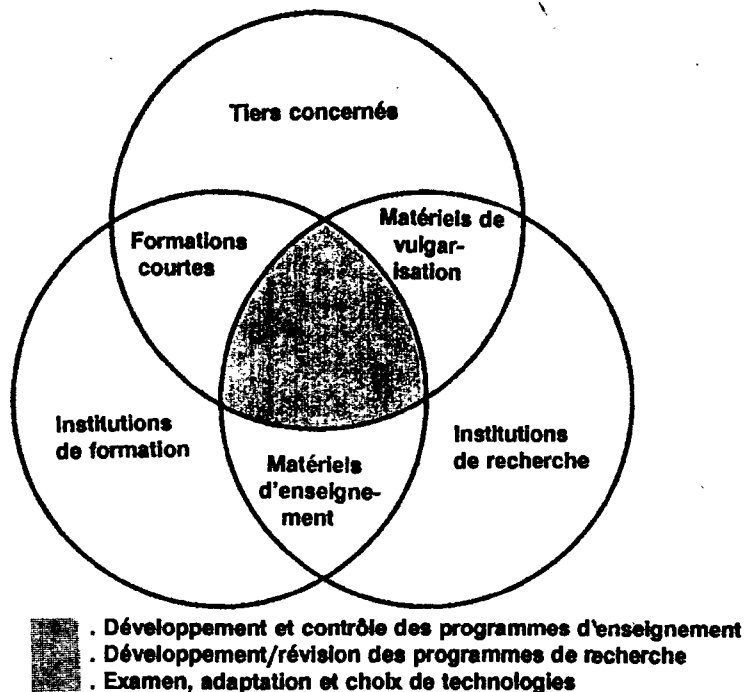 Tiers concernés
Formations
courtes
Matériels de
vulgar-
isation
Institutions
de formation
Institutions
de recherche
Matériels
d'enseigne-
ment
. Développement et contrôle des programmes d'enseignement
. Développement/révision des programmes de recherche
. Examen, adaptation et choix de technologies